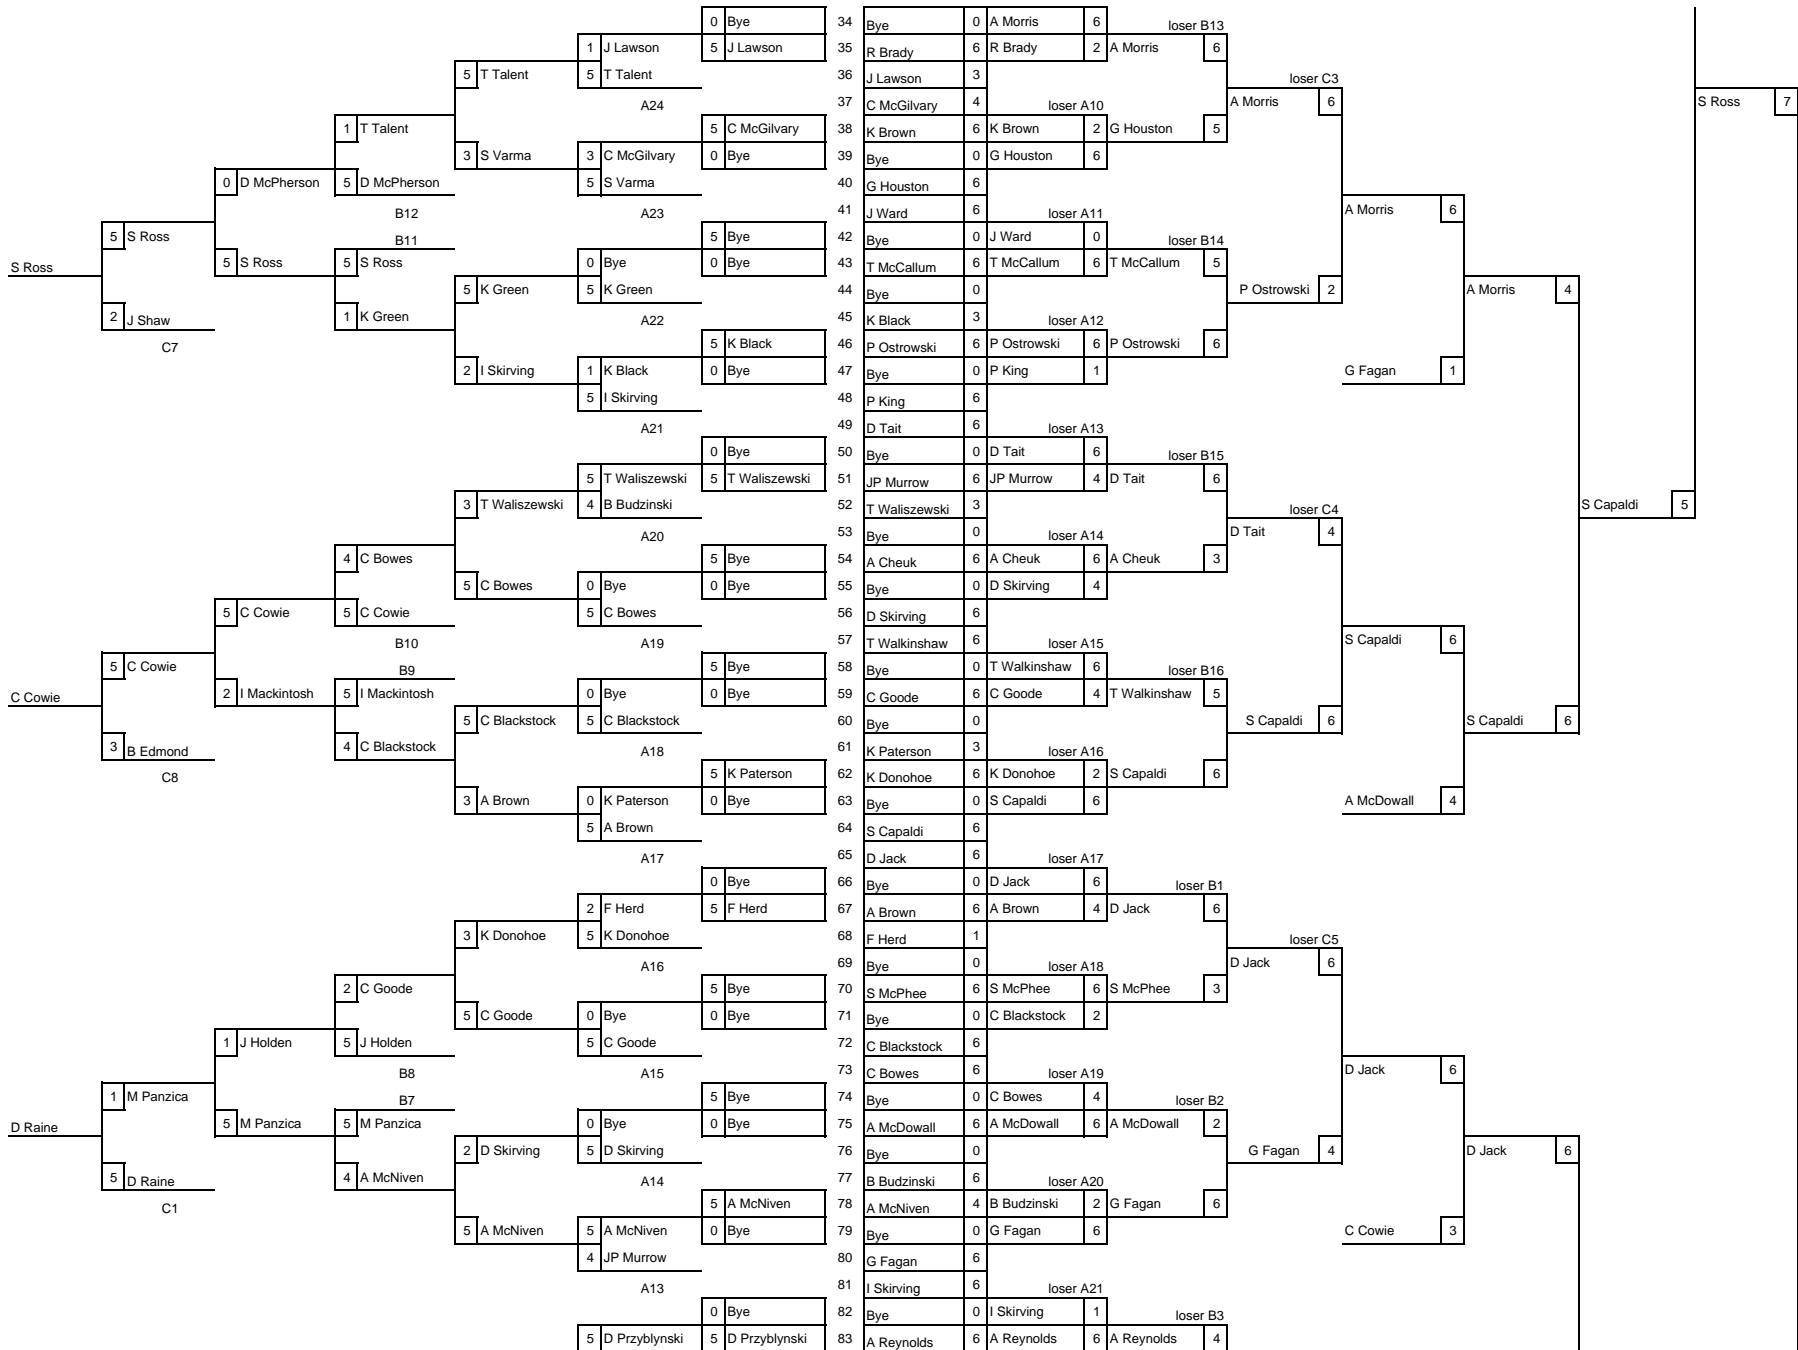 0 Bye 34 Bye 0 A Morris 6 loser B13
1 J Lawson 5 J Lawson 35 R Brady 6 R Brady 2 A Morris 6
5 T Talent 5 T Talent 36 J Lawson 3 loser C3
A24 37 C McGilvary 4 loser A10 A Morris 6 S Ross 7
1 T Talent 5 C McGilvary 38 K Brown 6 K Brown 2 G Houston 5
3 S Varma 3 C McGilvary 0 Bye 39 Bye 0 G Houston 6
0 D McPherson 5 D McPherson 5 S Varma 40 G Houston 6
B12 A23 41 J Ward 6 loser A11 A Morris 6
5 S Ross B11 5 Bye 42 Bye 0 J Ward 0 loser B14
S Ross 5 S Ross 5 S Ross 0 Bye 0 Bye 43 T McCallum 6 T McCallum 6 T McCallum 5
5 K Green 5 K Green 44 Bye 0 P Ostrowski 2 A Morris 4
2 J Shaw 1 K Green A22 45 K Black 3 loser A12
C7 5 K Black 46 P Ostrowski 6 P Ostrowski 6 P Ostrowski 6
2 I Skirving 1 K Black 0 Bye 47 Bye 0 P King 1 G Fagan 1
5 I Skirving 48 P King 6
A21 49 D Tait 6 loser A13
0 Bye 50 Bye 0 D Tait 6 loser B15
5 T Waliszewski 5 T Waliszewski 51 JP Murrow 6 JP Murrow 4 D Tait 6
3 T Waliszewski 4 B Budzinski 52 T Waliszewski 3 loser C4 S Capaldi 5
A20 53 Bye 0 loser A14 D Tait 4
4 C Bowes 5 Bye 54 A Cheuk 6 A Cheuk 6 A Cheuk 3
5 C Bowes 0 Bye 0 Bye 55 Bye 0 D Skirving 4
5 C Cowie 5 C Cowie 5 C Bowes 56 D Skirving 6
B10 A19 57 T Walkinshaw 6 loser A15 S Capaldi 6
5 C Cowie B9 5 Bye 58 Bye 0 T Walkinshaw 6 loser B16
C Cowie 2 I Mackintosh 5 I Mackintosh 0 Bye 0 Bye 59 C Goode 6 C Goode 4 T Walkinshaw 5
5 C Blackstock 5 C Blackstock 60 Bye 0 S Capaldi 6 S Capaldi 6
3 B Edmond 4 C Blackstock A18 61 K Paterson 3 loser A16
C8 5 K Paterson 62 K Donohoe 6 K Donohoe 2 S Capaldi 6
3 A Brown 0 K Paterson 0 Bye 63 Bye 0 S Capaldi 6 A McDowall 4
5 A Brown 64 S Capaldi 6
A17 65 D Jack 6 loser A17
0 Bye 66 Bye 0 D Jack 6 loser B1
2 F Herd 5 F Herd 67 A Brown 6 A Brown 4 D Jack 6
3 K Donohoe 5 K Donohoe 68 F Herd 1 loser C5
A16 69 Bye 0 loser A18 D Jack 6
2 C Goode 5 Bye 70 S McPhee 6 S McPhee 6 S McPhee 3
5 C Goode 0 Bye 0 Bye 71 Bye 0 C Blackstock 2
1 J Holden 5 J Holden 5 C Goode 72 C Blackstock 6
B8 A15 73 C Bowes 6 loser A19 D Jack 6
1 M Panzica B7 5 Bye 74 Bye 0 C Bowes 4 loser B2
D Raine 5 M Panzica 5 M Panzica 0 Bye 0 Bye 75 A McDowall 6 A McDowall 6 A McDowall 2
2 D Skirving 5 D Skirving 76 Bye 0 G Fagan 4 D Jack 6
5 D Raine 4 A McNiven A14 77 B Budzinski 6 loser A20
C1 5 A McNiven 78 A McNiven 4 B Budzinski 2 G Fagan 6
5 A McNiven 5 A McNiven 0 Bye 79 Bye 0 G Fagan 6 C Cowie 3
4 JP Murrow 80 G Fagan 6
A13 81 I Skirving 6 loser A21
0 Bye 82 Bye 0 I Skirving 1 loser B3
5 D Przyblynski 5 D Przyblynski 83 A Reynolds 6 A Reynolds 6 A Reynolds 4